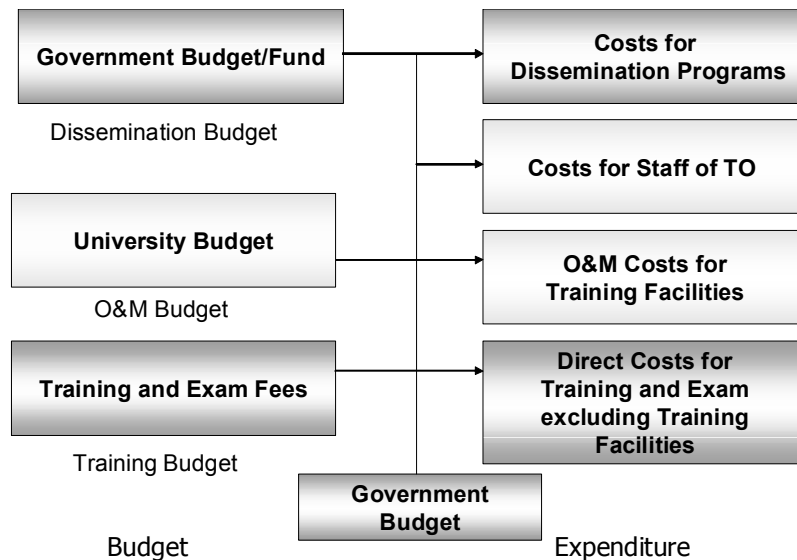 Government Budget/Fund
Dissemination Budget
University Budget
O&M Budget
Training and Exam Fees
Training Budget
Costs for
Dissemination Programs
Costs for Staff of TO
O&M Costs for
Training Facilities
Direct Costs for
Training and Exam
excluding Training
Facilities
Government
Budget
Budget
Expenditure